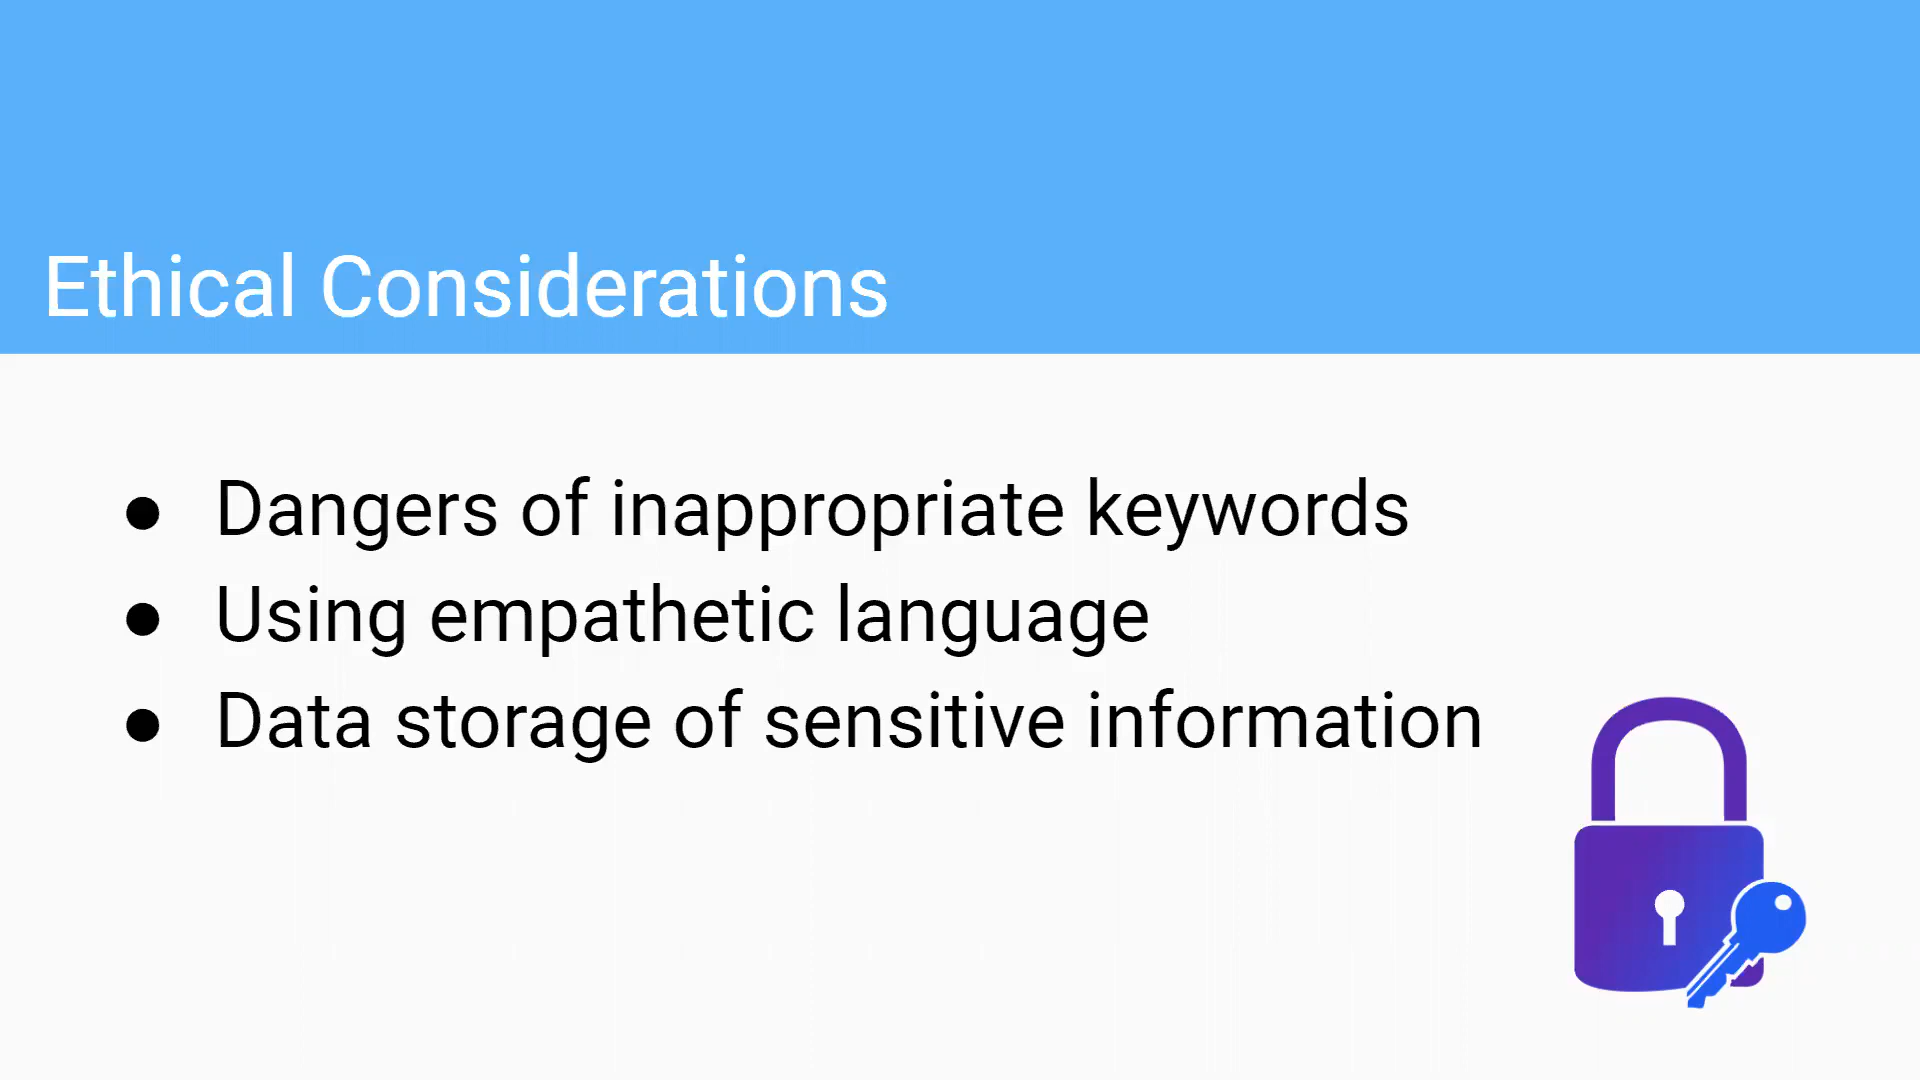 Ethical Considerations
● Dangers of inappropriate keywords
● Using empathetic language
● Data storage of sensitive information